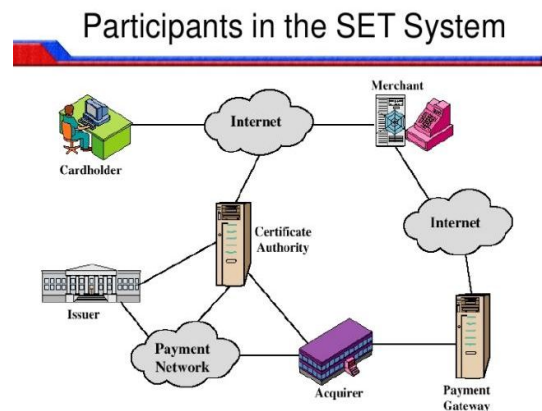 Participants in the SET System
Merchant
Internet
Cardholder
Internet
Certificate
Authority
Issuer
Payment
Network
Acquirer
Payment
Gateway